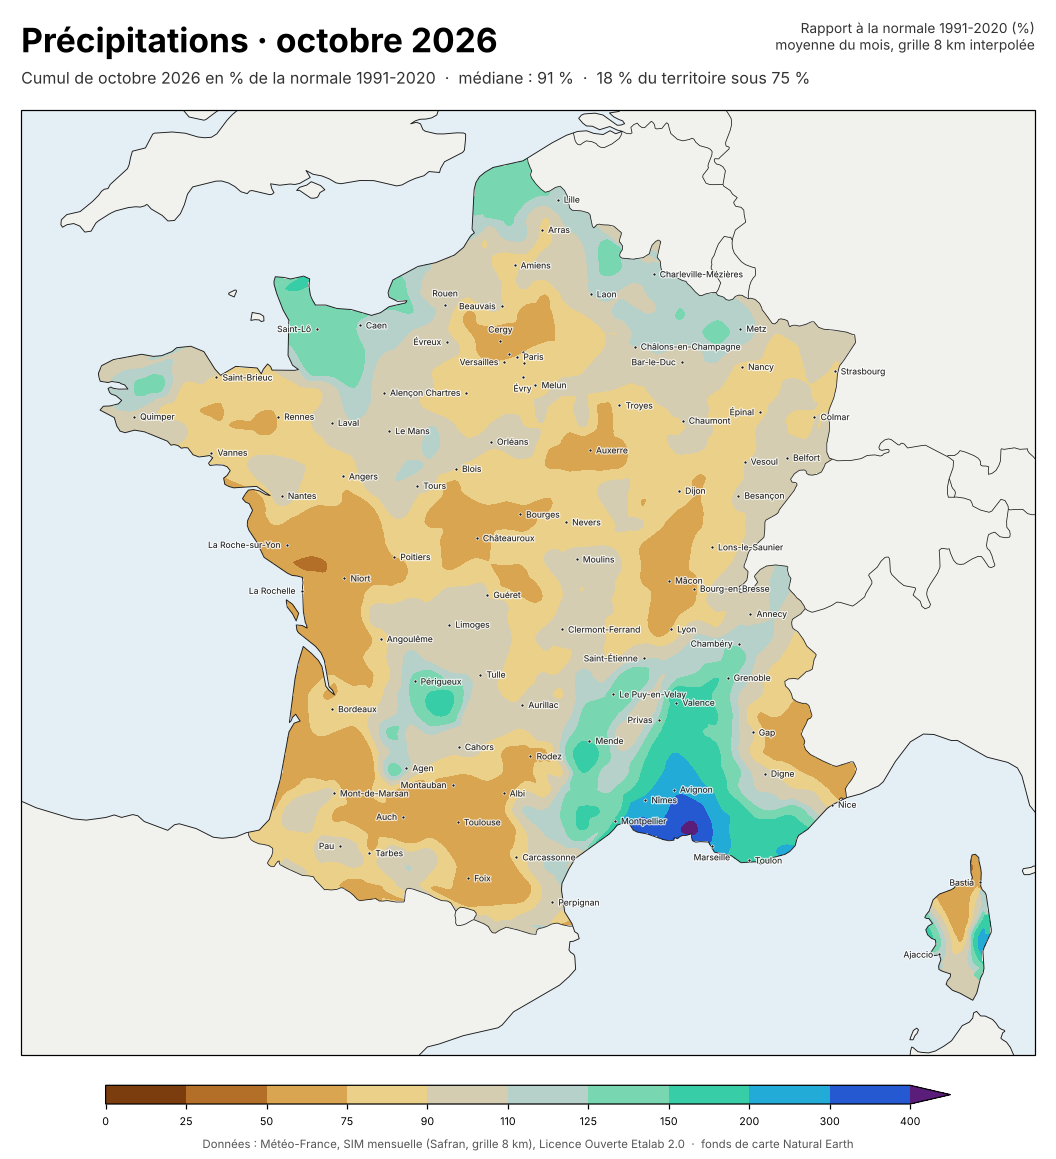 Précipitations · octobre 2026
Rapport à la normale 1991-2020 (%)
moyenne du mois, grille 8 km interpolée
Cumul de octobre 2026 en % de la normale 1991-2020 · médiane : 91 % · 18 % du territoire sous 75 %
Lille
Arras
Amiens
Charleville-Mézières
Rouen
Laon
Beauvais
Saint-Lô
Caen
Cergy
Metz
Évreux
Châlons-en-Champagne
Versailles
Paris
Bar-le-Duc
Nancy
Strasbourg
Saint-Brieuc
Évry
Melun
Alençon
Chartres
Troyes
Épinal
Colmar
Quimper
Rennes
Laval
Chaumont
Le Mans
Orléans
Auxerre
Vannes
Belfort
Vesoul
Blois
Angers
Tours
Dijon
Nantes
Besançon
Bourges
Nevers
La Roche-sur-Yon
Châteauroux
Lons-le-Saunier
Poitiers
Moulins
Niort
Mâcon
La Rochelle
Bourg-en-Bresse
Guéret
Annecy
Limoges
Clermont-Ferrand
Lyon
Angoulême
Chambéry
Saint-Étienne
Tulle
Grenoble
Périgueux
Le Puy-en-Velay
Valence
Bordeaux
Aurillac
Privas
Gap
Mende
Cahors
Rodez
Agen
Digne
Montauban
Avignon
Mont-de-Marsan
Albi
Nîmes
Nice
Auch
Toulouse
Montpellier
Pau
Tarbes
Carcassonne
Marseille
Toulon
Foix
Bastia
Perpignan
Ajaccio
0 25 50 75 90 110 125 150 200 300 400
Données : Météo-France, SIM mensuelle (Safran, grille 8 km), Licence Ouverte Etalab 2.0 · fonds de carte Natural Earth